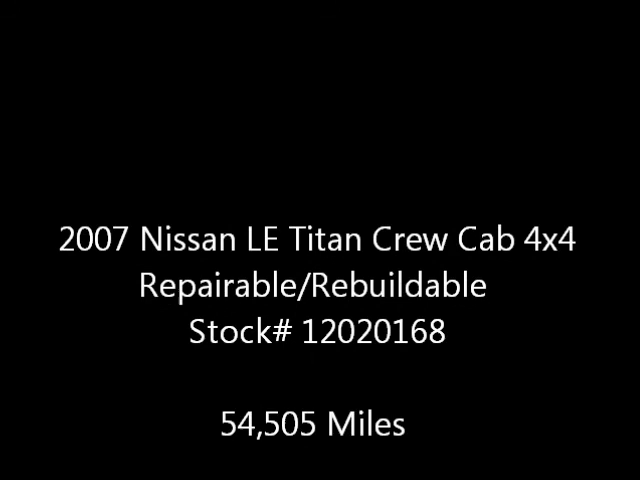 2007 Nissan LE Titan Crew Cab 4x4
Repairable/Rebuildable
Stock# 12020168
54,505 Miles